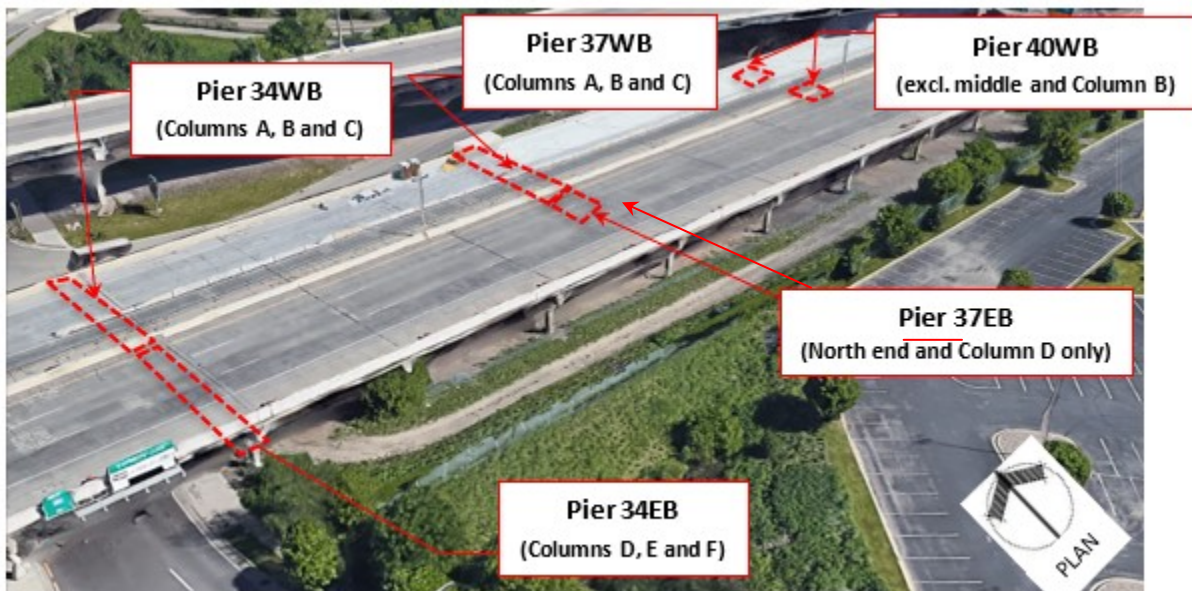 Pier 34WB
(Columns A, B and C)
Pier 37WB
(Columns A, B and C)
Pier 40WB
(excl. middle and Column B)
Pier 37EB
(North end and Column D only)
Pier 34EB
(Columns D, E and F)
PLAN